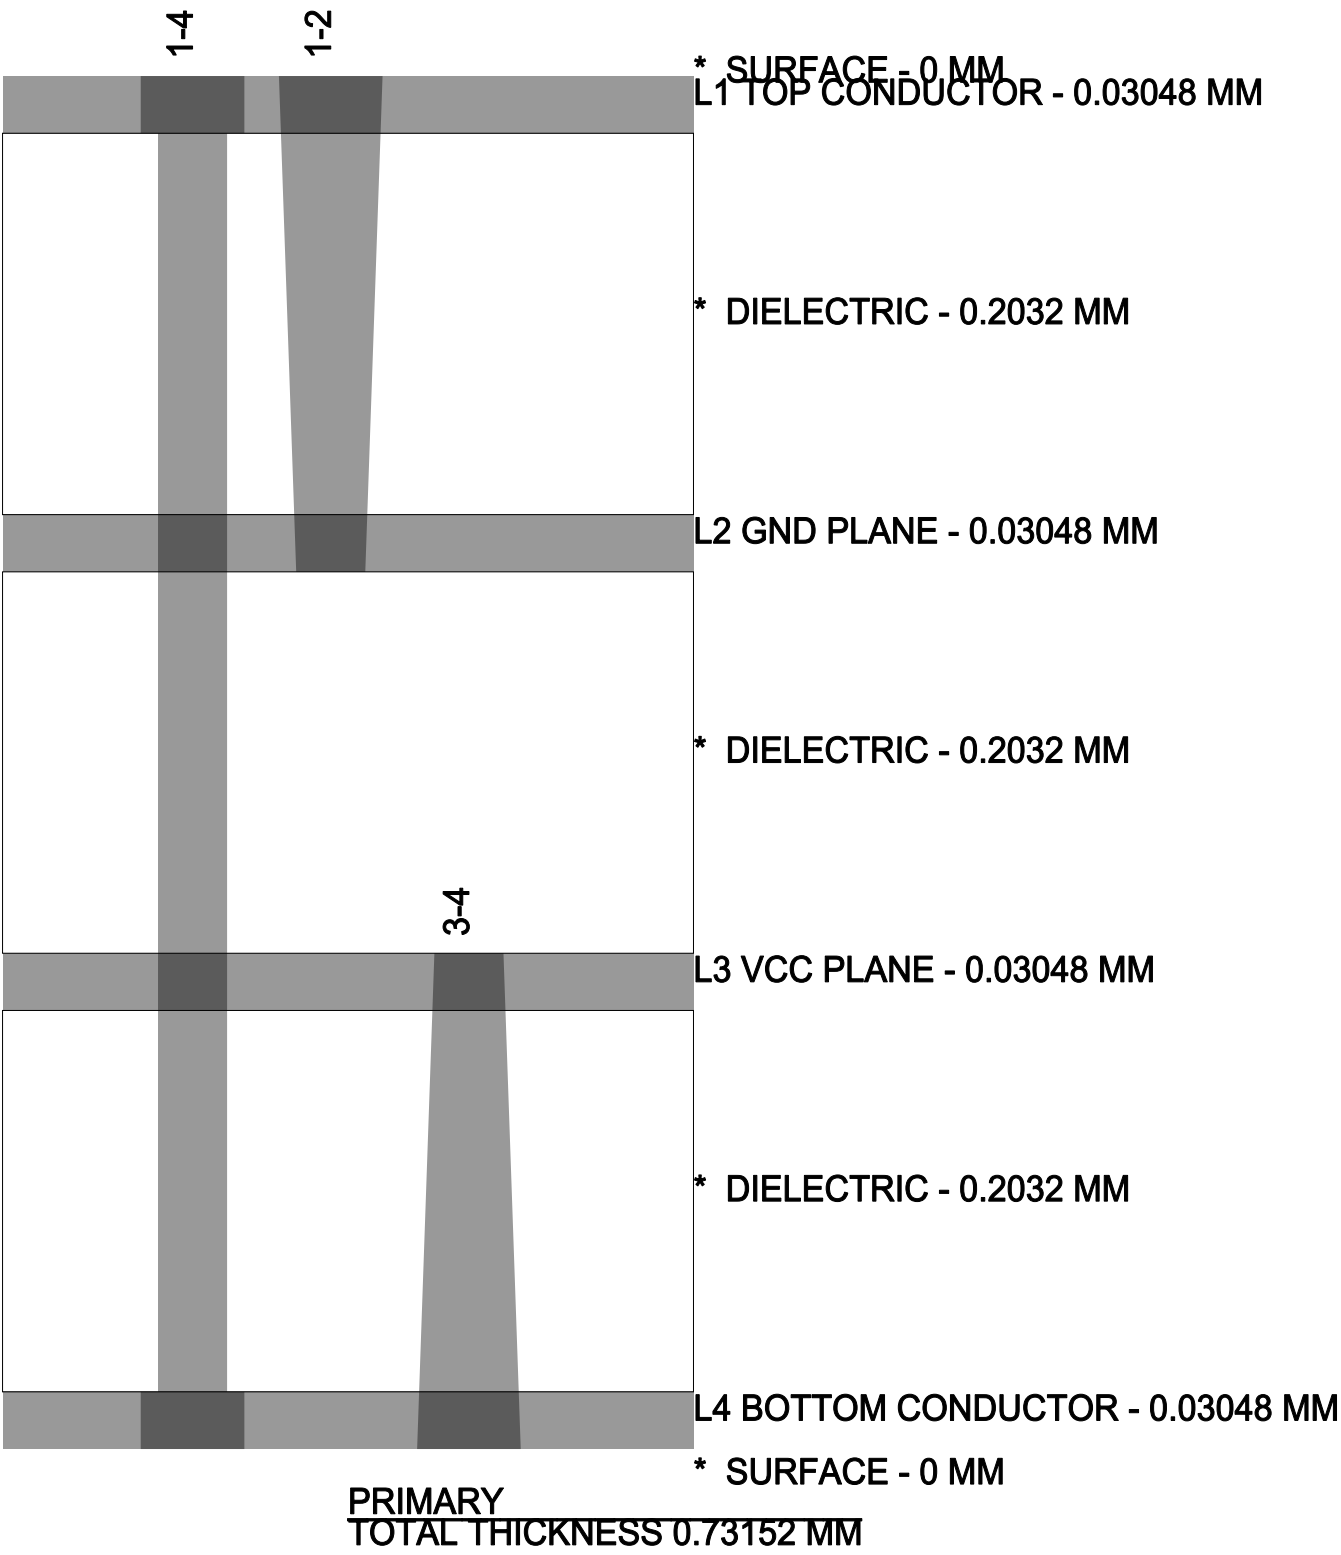 1-4
1-2
* SURFACE - 0 MM
L1 TOP CONDUCTOR - 0.03048 MM
* DIELECTRIC - 0.2032 MM
L2 GND PLANE - 0.03048 MM
* DIELECTRIC - 0.2032 MM
3-4
L3 VCC PLANE - 0.03048 MM
* DIELECTRIC - 0.2032 MM
L4 BOTTOM CONDUCTOR - 0.03048 MM
* SURFACE - 0 MM
PRIMARY
TOTAL THICKNESS 0.73152 MM